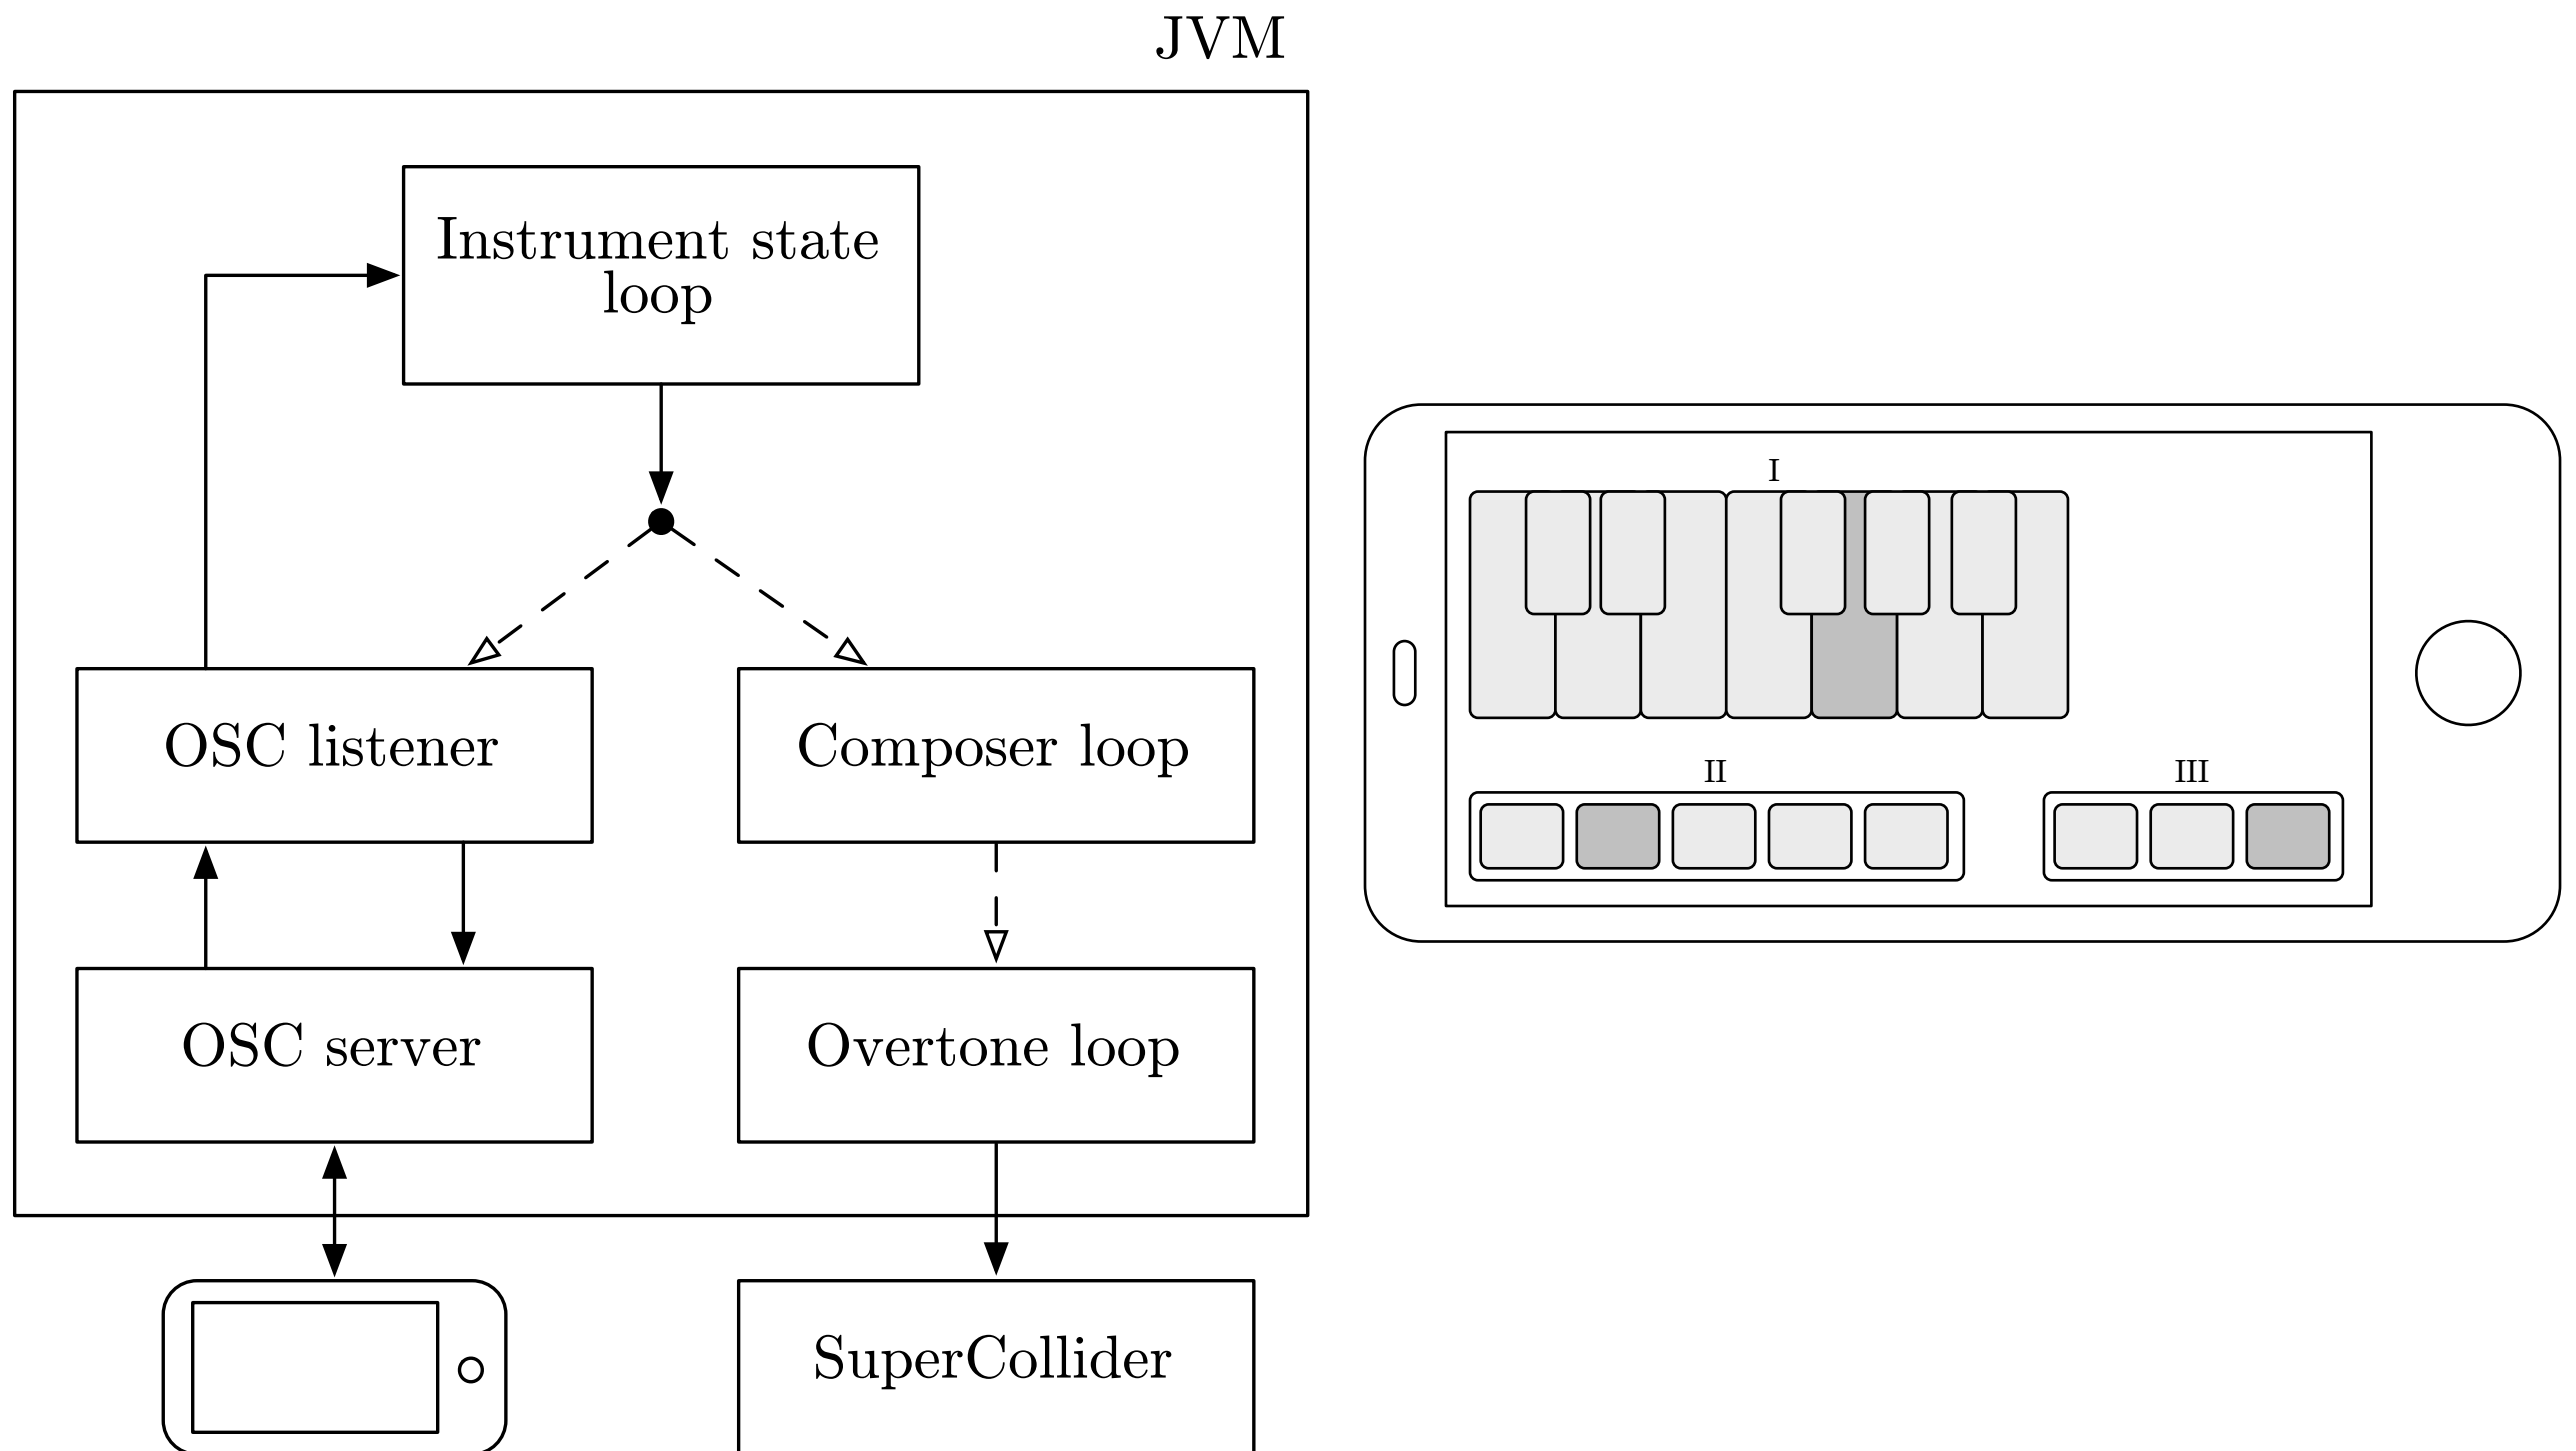 JVM
Instrument state
loop
OSC listener
Composer loop
OSC server
Overtone loop
SuperCollider
I
II
III